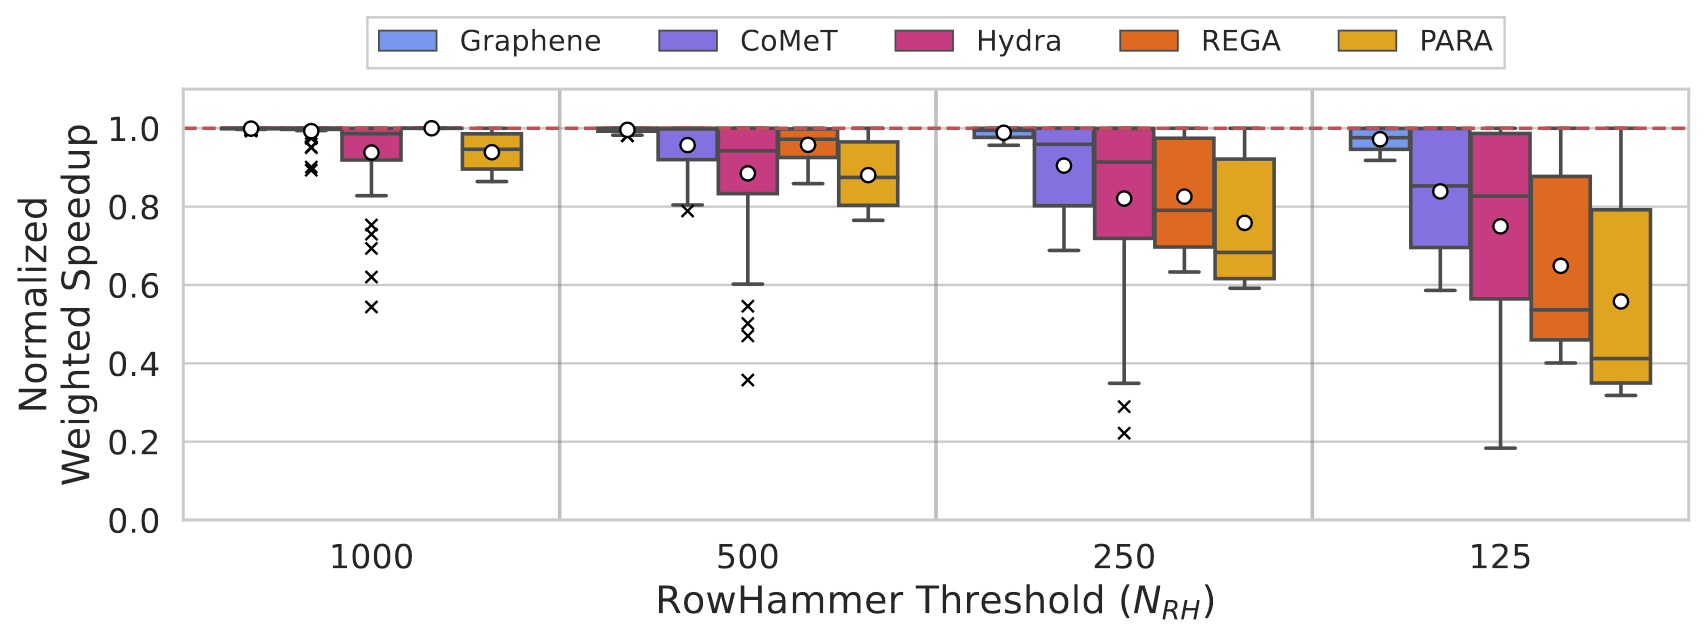 Graphene CoMeT Hydra REGA PARA
Normalized
Weighted Speedup
1.0
0.8
0.6
0.4
0.2
0.0
1000 500 250 125
RowHammer Threshold (N_RH)